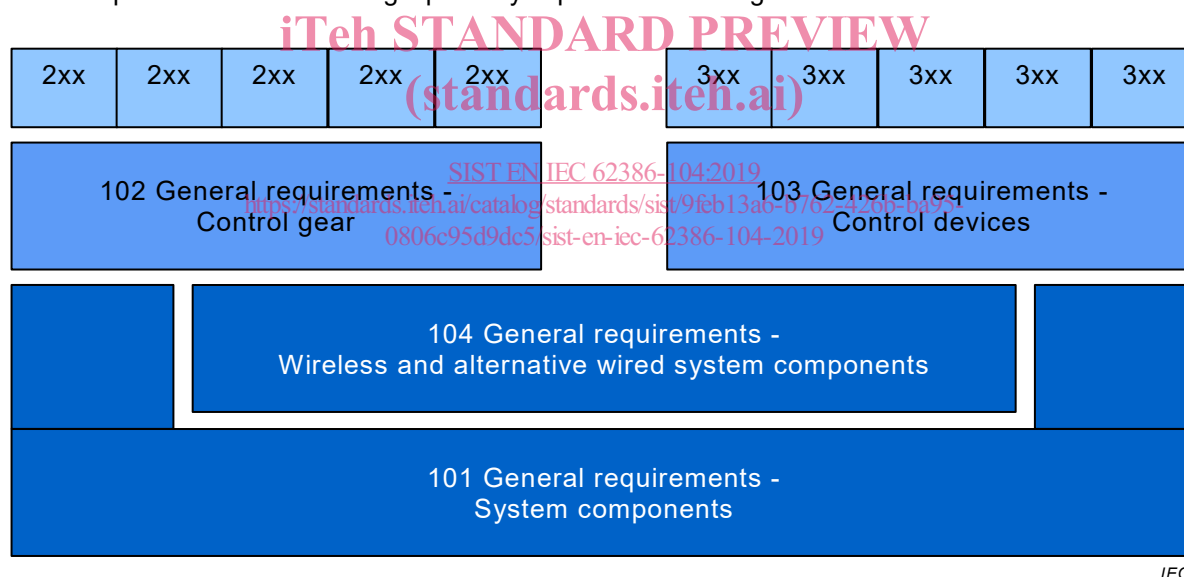 iTeh STANDARD PREVIEW
(standards.iteh.ai)
2xx 2xx 2xx 2xx 2xx 3xx 3xx 3xx 3xx 3xx
SIST EN IEC 62386-104:2019
https://standards.iteh.ai/catalog/standards/sist/9feb13a6-b762-426b-ba95-
0806c95d9dc5/sist-en-iec-62386-104-2019
102 General requirements -
Control gear
103 General requirements -
Control devices
104 General requirements -
Wireless and alternative wired system components
101 General requirements -
System components
IEC